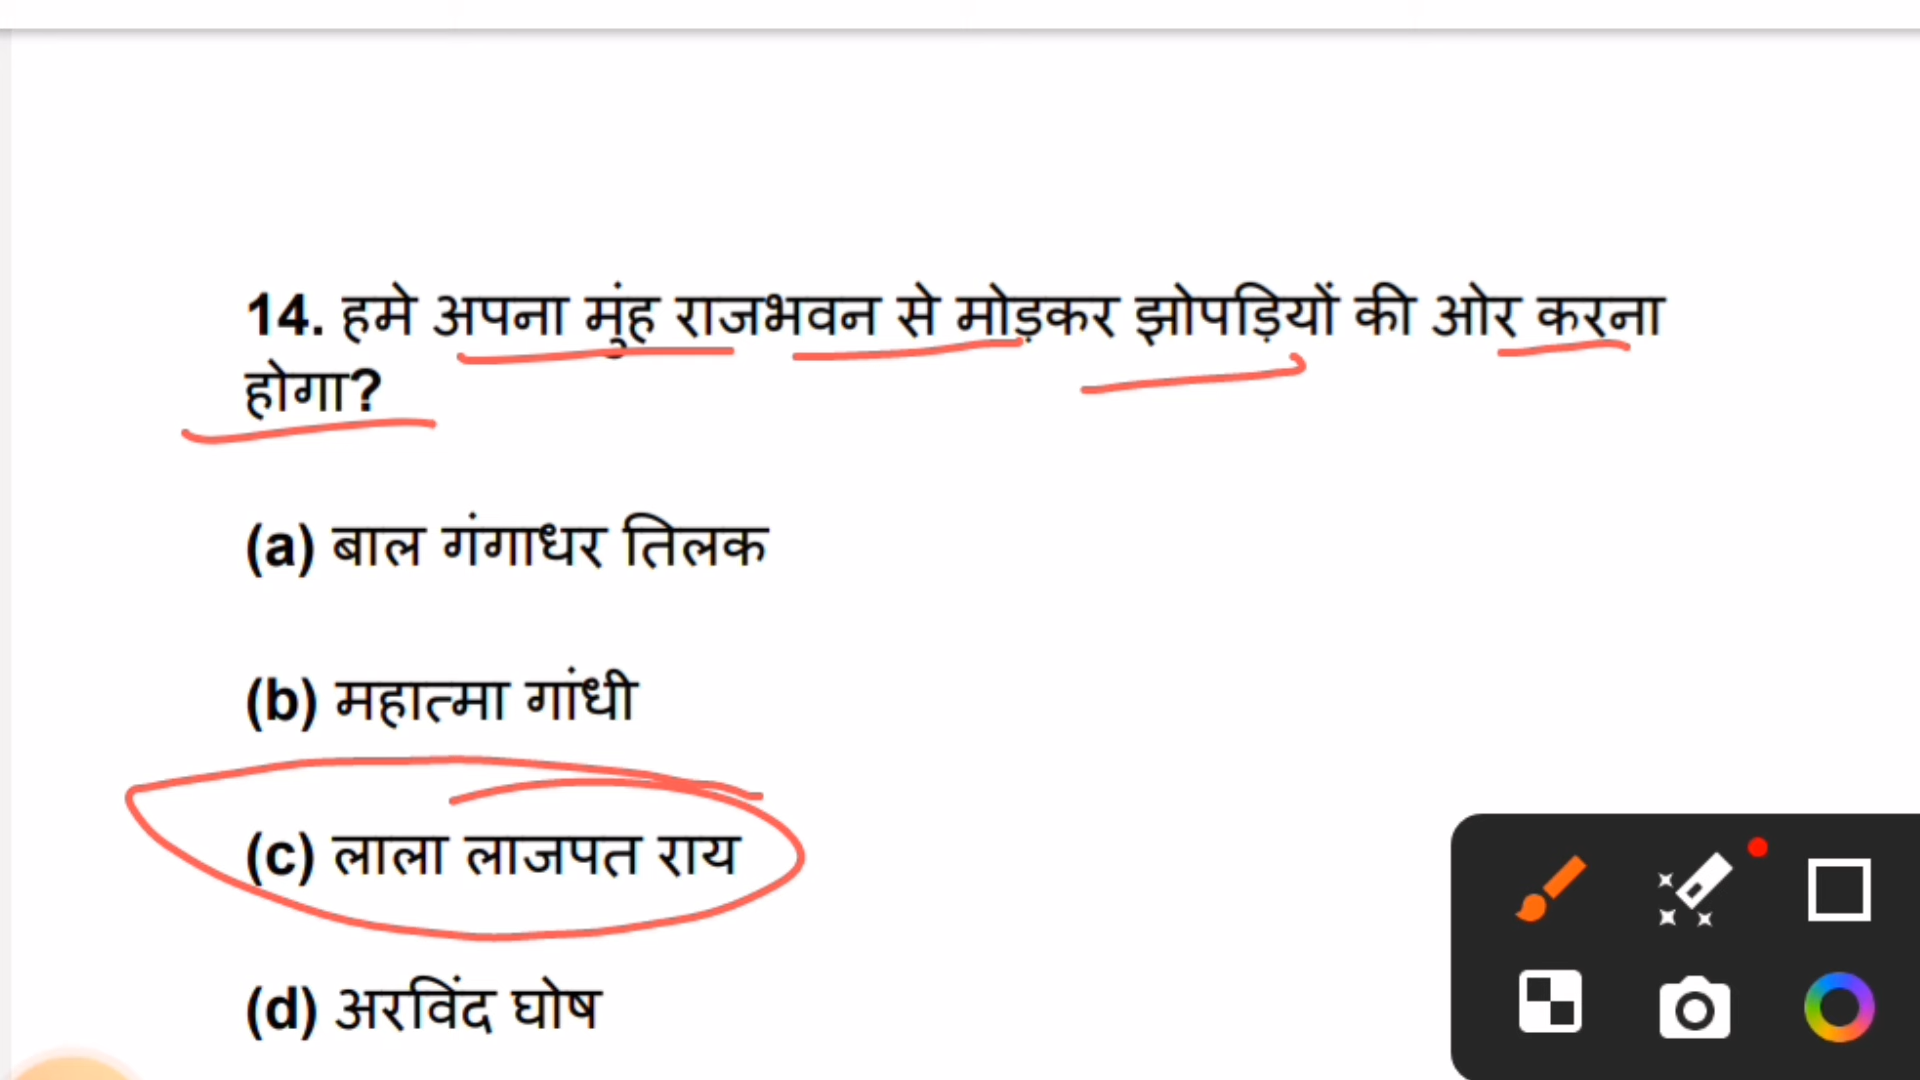 14. हमे अपना मुंह राजभवन से मोड़कर झोपड़ियों की ओर करना
होगा?
(a) बाल गंगाधर तिलक
(b) महात्मा गांधी
(c) लाला लाजपत राय
(d) अरविंद घोष